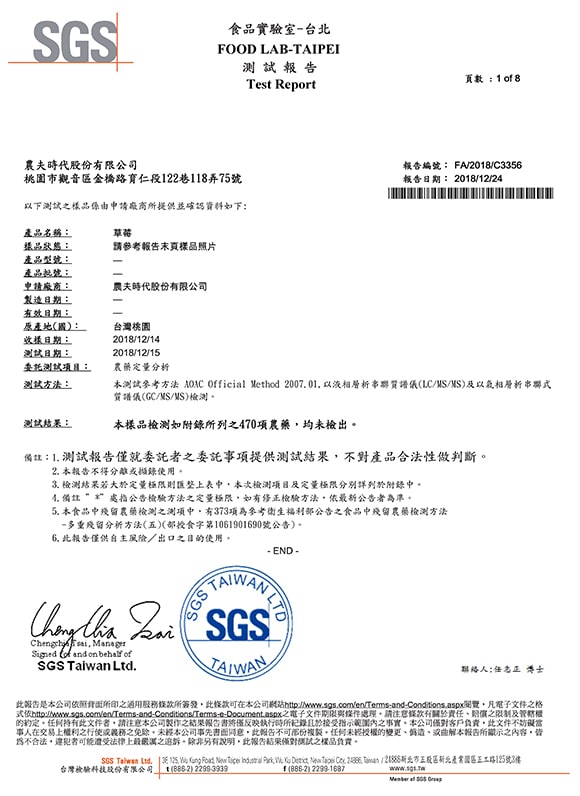 SGS
食品實驗室-台北
FOOD LAB-TAIPEI
測試報告
Test Report
頁數 : 1 of 8
農夫時代股份有限公司
桃園市觀音區金橋路育仁段122巷118弄75號
報告編號: FA/2018/C3356
報告日期: 2018/12/24
以下測試之樣品係由申請廠商所提供並確認資料如下:
產品名稱: 草莓
樣品狀態: 請參考報告末頁樣品照片
產品型號: —
產品批號: —
申請廠商: 農夫時代股份有限公司
製造日期: —
有效日期: —
原產地(國): 台灣桃園
收樣日期: 2018/12/14
測試日期: 2018/12/15
委託測試項目: 農藥定量分析
測試方法: 本測試參考方法 AOAC Official Method 2007.01,以液相層析串聯質譜儀(LC/MS/MS)及以氣相層析串聯式
質譜儀(GC/MS/MS)檢測。
測試結果: 本樣品檢測如附錄所列之470項農藥,均未檢出。
備註:1.測試報告僅就委託者之委託事項提供測試結果,不對產品合法性做判斷。
2.本報告不得分離或擷錄使用。
3.檢測結果若大於定量極限則匯整上表中,本次檢測項目及定量極限分別詳列於附錄中。
4.備註 "*" 處指公告檢驗方法之定量極限,如有修正檢驗方法,依最新公告者為準。
5.本食品中殘留農藥檢測之測項中,有373項為參考衛生福利部公告之食品中殘留農藥檢測方法
-多重殘留分析方法(五)(部授食字第1061901690號公告)。
6.此報告僅供自主風險/出口之目的使用。
- END -
SGS TAIWAN LTD
SGS
TAIWAN
Chengchia Tsai, Manager
Signed for and on behalf of
SGS Taiwan Ltd.
聯絡人:任志正 博士
此報告是本公司依照背面所印之通用服務條款所簽發,此條款可在本公司網站http://www.sgs.com/en/Terms-and-Conditions.aspx閱覽,凡電子文件之格
式依http://www.sgs.com/en/Terms-and-Conditions/Terms-e-Document.aspx之電子文件期限與條件處理。請注意條款有關於責任、賠償之限制及管轄權
的約定。任何持有此文件者,請注意本公司製作之結果報告書將僅反映執行時所紀錄且於接受指示範圍內之事實。本公司僅對客戶負責,此文件不妨礙當
事人在交易上權利之行使或義務之免除。未經本公司事先書面同意,此報告不可部份複製。任何未經授權的變更、偽造、或曲解本報告所顯示之內容,皆
為不合法,違犯者可能遭受法律上最嚴厲之追訴。除非另有說明,此報告結果僅對測試之樣品負責。
SGS Taiwan Ltd. 3F, 125, Wu Kung Road, New Taipei Industrial Park, Wu Ku District, New Taipei City, 24886, Taiwan / 24886新北市五股區新北產業園區五工路125號3樓
台灣檢驗科技股份有限公司 t (886-2) 2299-3939 f (886-2) 2299-1687 www.sgs.tw
Member of SGS Group